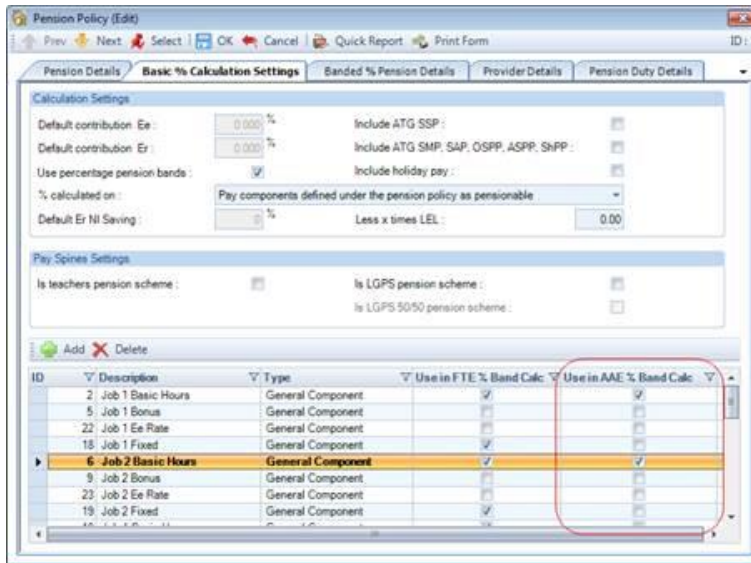 Pension Policy (Edit)
Prev Next Select OK Cancel Quick Report Print Form ID:
Pension Details Basic % Calculation Settings Banded % Pension Details Provider Details Pension Duty Details
Calculation Settings
Default contribution Ee : 0.000 % Include ATG SSP :
Default contribution Er : 0.000 % Include ATG SMP, SAP, OSPP, ASPP, ShPP :
Use percentage pension bands : Include holiday pay :
% calculated on : Pay components defined under the pension policy as pensionable
Default Er NI Saving : 0 % Less x times LEL : 0.00
Pay Spines Settings
Is teachers pension scheme : Is LGPS pension scheme :
Is LGPS 50/50 pension scheme :
Add Delete
ID Description Type Use in FTE % Band Calc Use in AAE % Band Calc
2 Job 1 Basic Hours General Component
5 Job 1 Bonus General Component
22 Job 1 Ee Rate General Component
18 Job 1 Fixed General Component
6 Job 2 Basic Hours General Component
9 Job 2 Bonus General Component
23 Job 2 Ee Rate General Component
19 Job 2 Fixed General Component